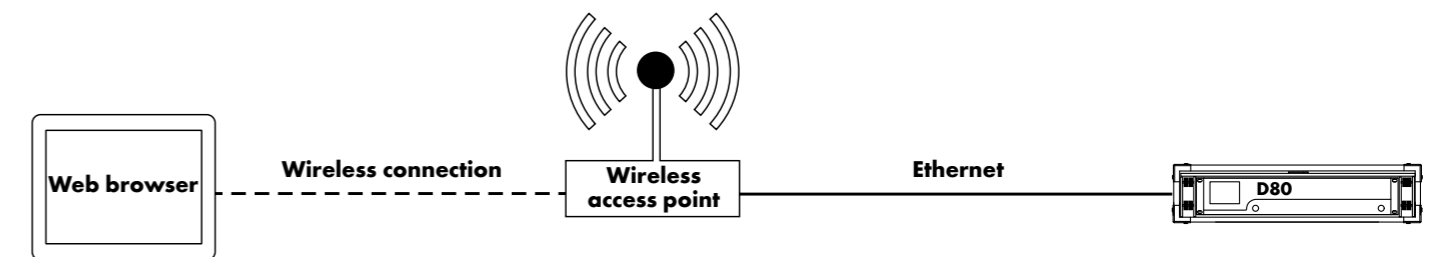 Web browser
Wireless connection
Wireless
access point
Ethernet
D80